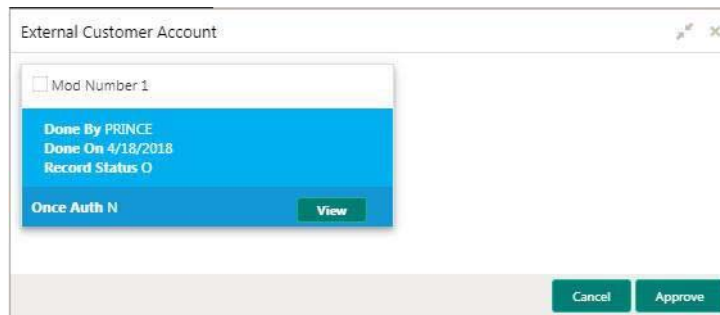 External Customer Account
Mod Number 1
Done By PRINCE
Done On 4/18/2018
Record Status O
Once Auth N
View
Cancel
Approve